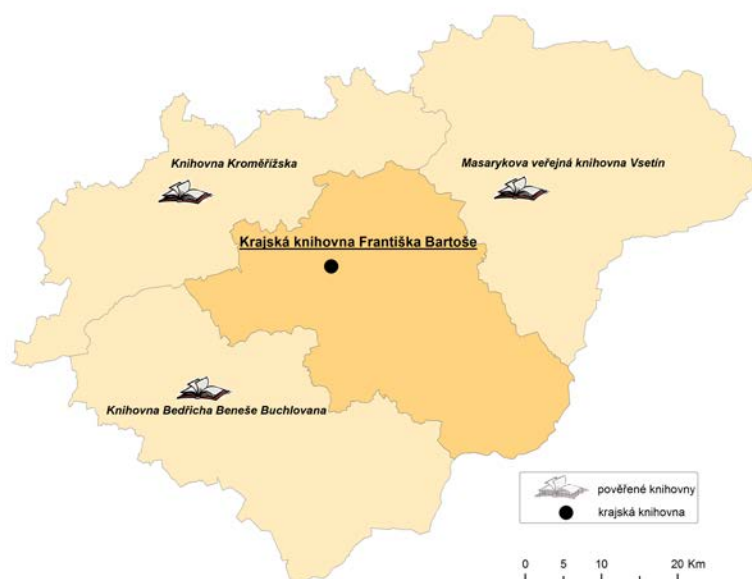 Knihovna Kroměřížska
Masarykova veřejná knihovna Vsetín
Krajská knihovna Františka Bartoše
Knihovna Bedřicha Beneše Buchlovana
pověřené knihovny
krajská knihovna
0 5 10 20 Km